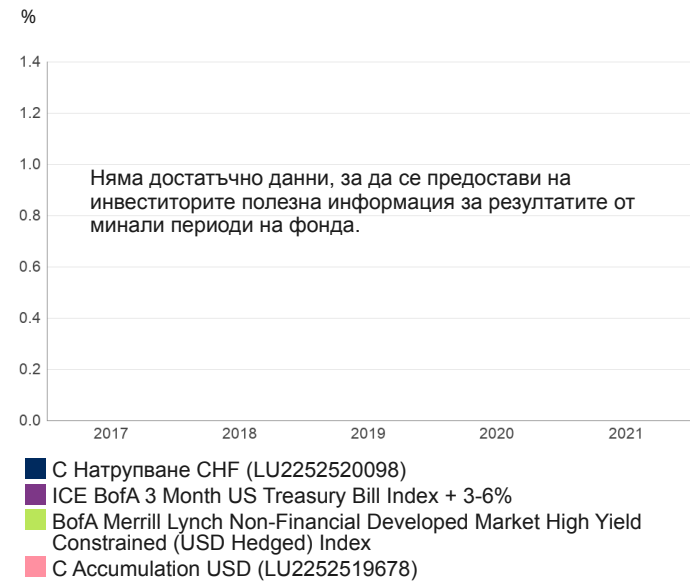 %
1.4
1.2
1.0
Няма достатъчно данни, за да се предостави на
инвеститорите полезна информация за резултатите от
минали периоди на фонда.
0.8
0.6
0.4
0.2
0.0
2017 2018 2019 2020 2021
С Натрупване CHF (LU2252520098)
ICE BofA 3 Month US Treasury Bill Index + 3-6%
BofA Merrill Lynch Non-Financial Developed Market High Yield
Constrained (USD Hedged) Index
C Accumulation USD (LU2252519678)